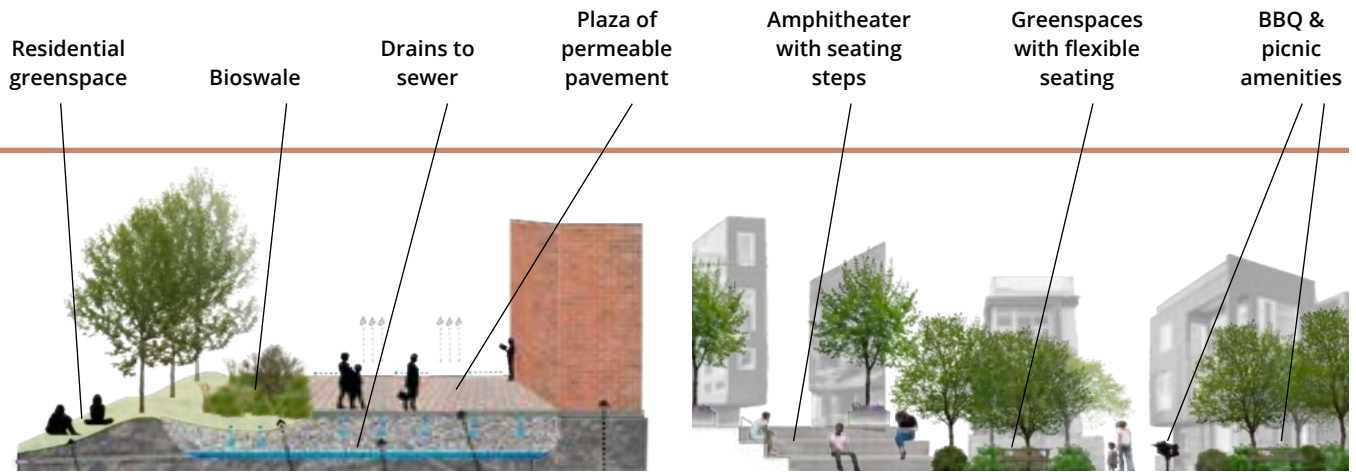 Residential
greenspace
Bioswale
Drains to
sewer
Plaza of
permeable
pavement
Amphitheater
with seating
steps
Greenspaces
with flexible
seating
BBQ &
picnic
amenities